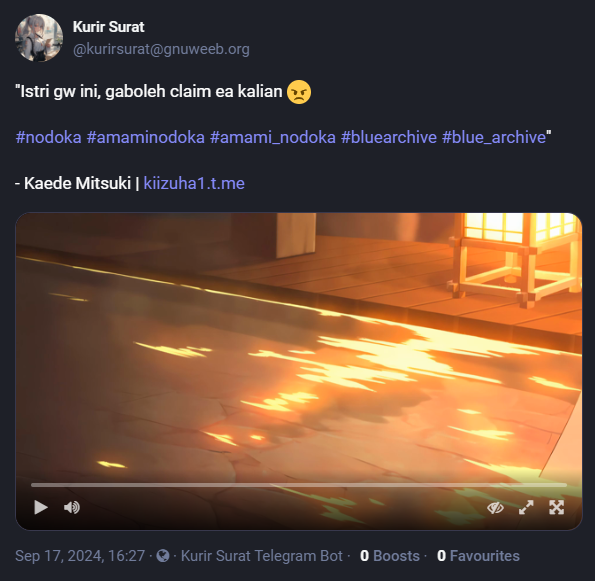 Kurir Surat
@kurirsurat@gnuweeb.org
"Istri gw ini, gaboleh claim ea kalian 😠
#nodoka #amaminodoka #amami_nodoka #bluearchive #blue_archive"
- Kaede Mitsuki | kiizuha1.t.me
Sep 17, 2024, 16:27 · · Kurir Surat Telegram Bot · 0 Boosts · 0 Favourites